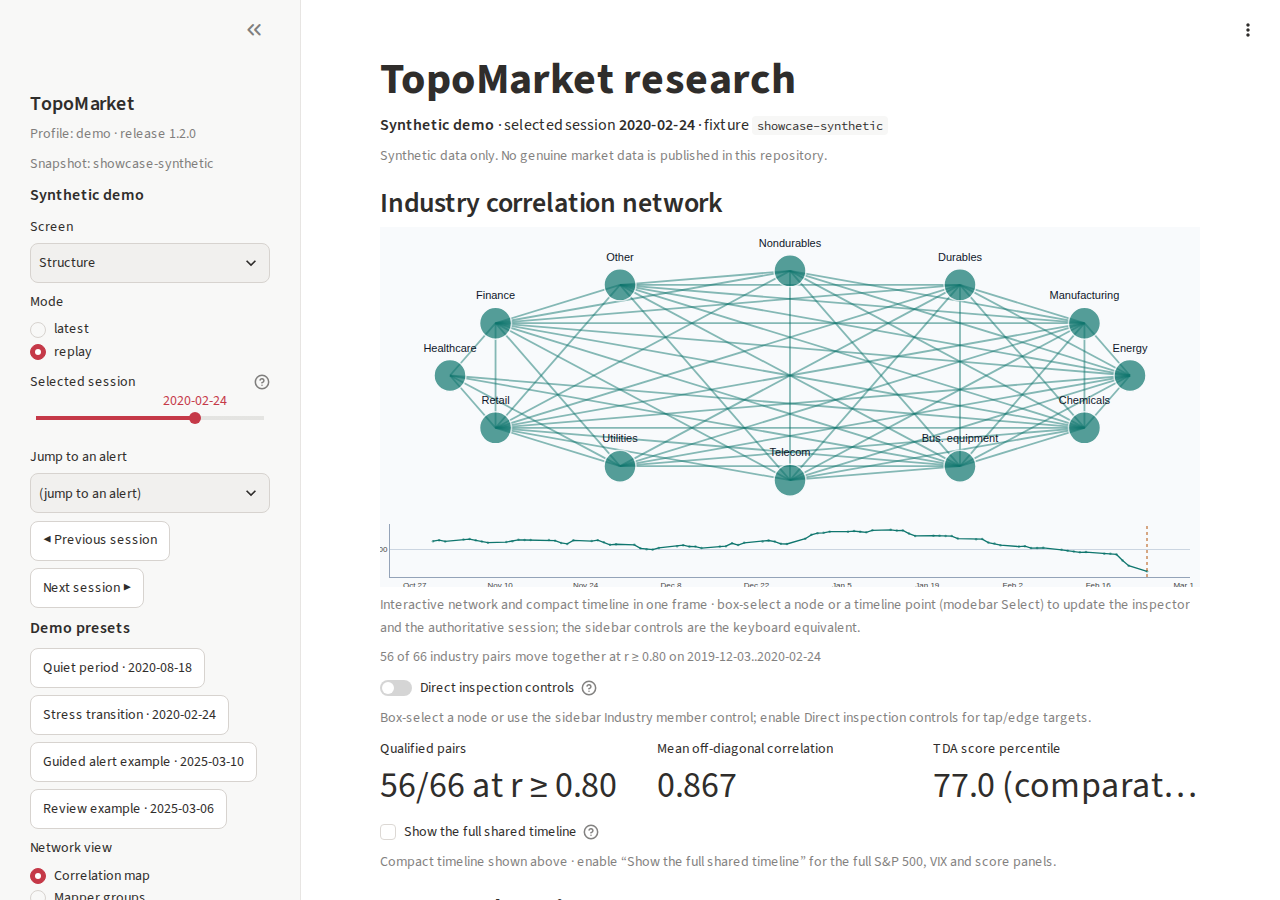 TopoMarket
Profile: demo · release 1.2.0
Snapshot: showcase-synthetic
Synthetic demo
Screen
Structure
Mode
latest
replay
Selected session
2020-02-24
Jump to an alert
(jump to an alert)
◂ Previous session
Next session ▸
Demo presets
Quiet period · 2020-08-18
Stress transition · 2020-02-24
Guided alert example · 2025-03-10
Review example · 2025-03-06
Network view
Correlation map
Mapper groups
TopoMarket research
Synthetic demo · selected session 2020-02-24 · fixture showcase-synthetic
Synthetic data only. No genuine market data is published in this repository.
Industry correlation network
Nondurables
Other
Durables
Finance
Manufacturing
Healthcare
Energy
Retail
Chemicals
Utilities
Bus. equipment
Telecom
Oct 27 Nov 10 Nov 24 Dec 8 Dec 22 Jan 5 Jan 19 Feb 2 Feb 16 Mar 1
Interactive network and compact timeline in one frame · box-select a node or a timeline point (modebar Select) to update the inspector
and the authoritative session; the sidebar controls are the keyboard equivalent.
56 of 66 industry pairs move together at r ≥ 0.80 on 2019-12-03..2020-02-24
Direct inspection controls
Box-select a node or use the sidebar Industry member control; enable Direct inspection controls for tap/edge targets.
Qualified pairs
56/66 at r ≥ 0.80
Mean off-diagonal correlation
0.867
TDA score percentile
77.0 (comparat…
Show the full shared timeline
Compact timeline shown above · enable “Show the full shared timeline” for the full S&P 500, VIX and score panels.